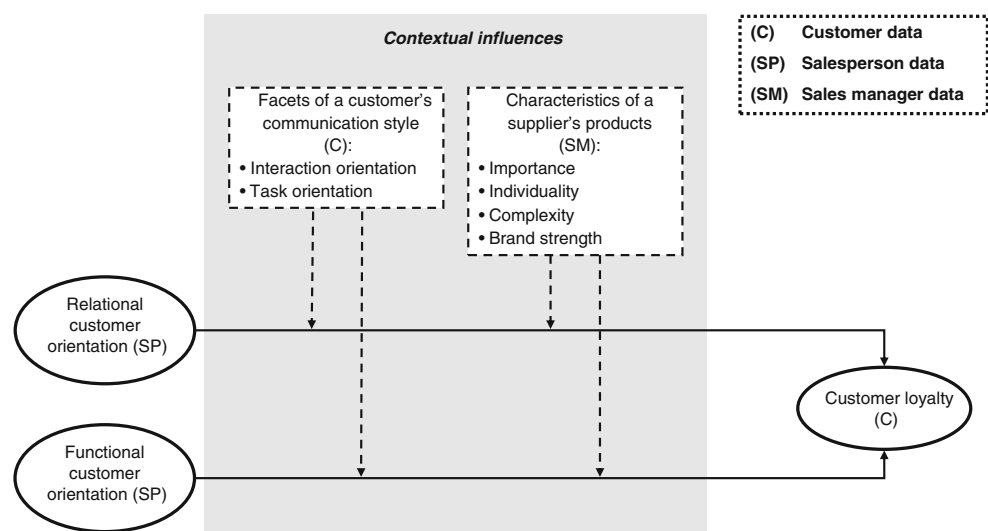 Contextual influences
(C) Customer data
(SP) Salesperson data
(SM) Sales manager data
Facets of a customer's
communication style
(C):
• Interaction orientation
• Task orientation
Characteristics of a
supplier's products
(SM):
• Importance
• Individuality
• Complexity
• Brand strength
Relational
customer
orientation (SP)
Customer loyalty
(C)
Functional
customer
orientation (SP)